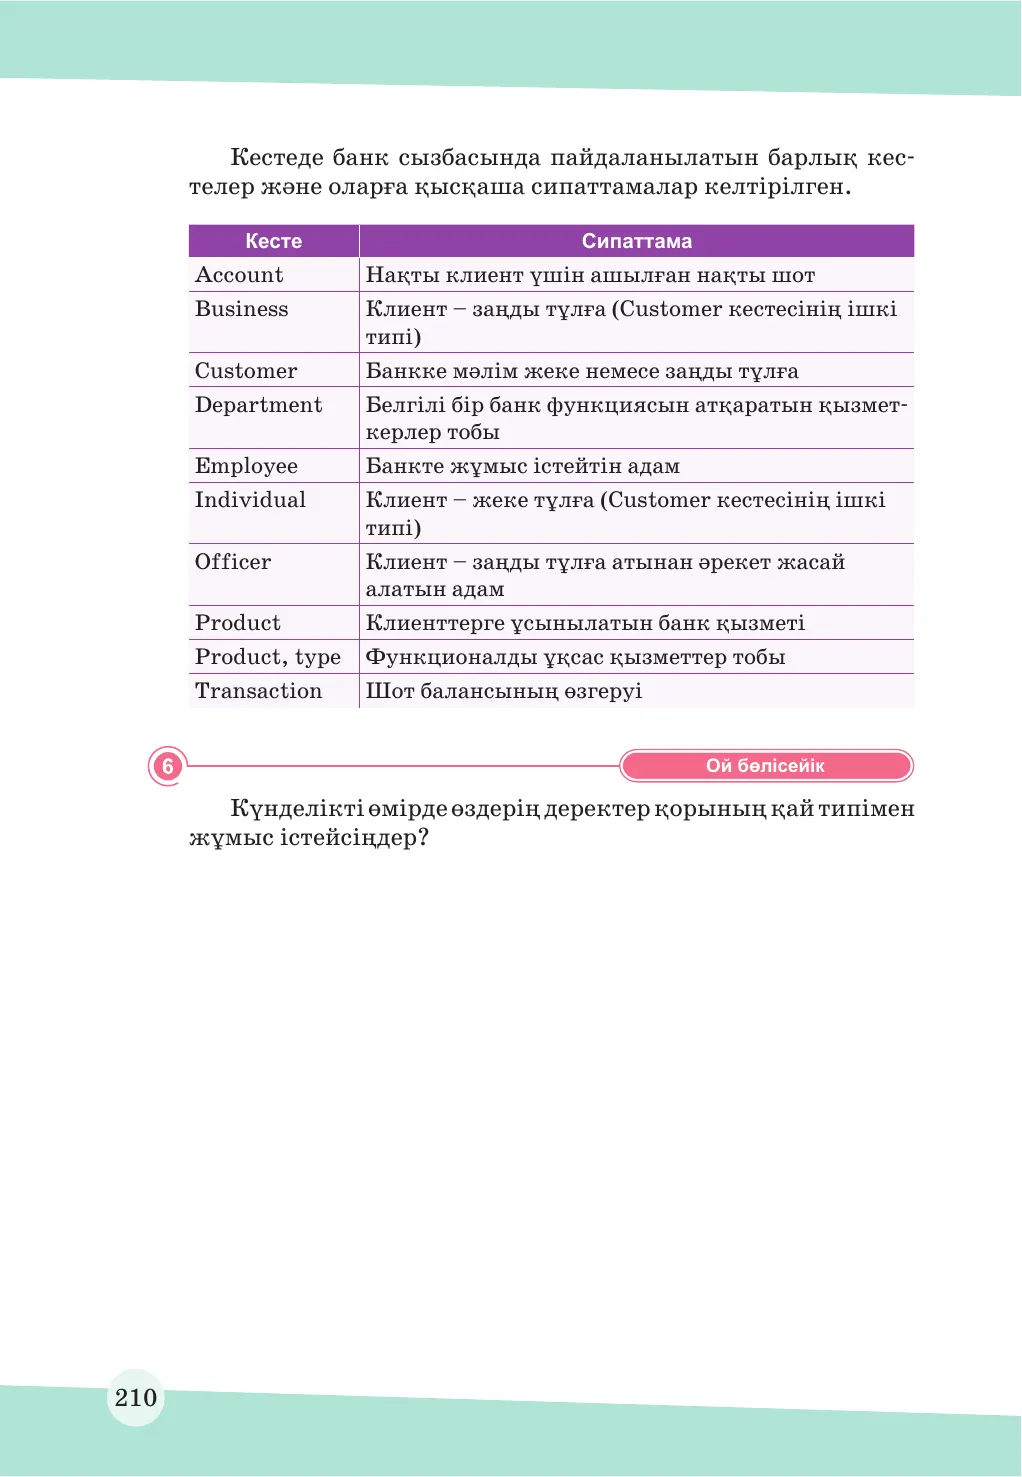 Кестеде банк сызбасында пайдаланылатын барлық кес-
телер және оларға қысқаша сипаттамалар келтірілген.
Кесте Сипаттама
Account Нақты клиент үшін ашылған нақты шот
Business Клиент – заңды тұлға (Customer кестесінің ішкі
типі)
Customer Банкке мәлім жеке немесе заңды тұлға
Department Белгілі бір банк функциясын атқаратын қызмет-
керлер тобы
Employee Банкте жұмыс істейтін адам
Individual Клиент – жеке тұлға (Customer кестесінің ішкі
типі)
Officer Клиент – заңды тұлға атынан әрекет жасай
алатын адам
Product Клиенттерге ұсынылатын банк қызметі
Product, type Функционалды ұқсас қызметтер тобы
Transaction Шот балансының өзгеруі
6 Ой бөлісейік
Күнделікті өмірде өздерің деректер қорының қай типімен
жұмыс істейсіңдер?
210